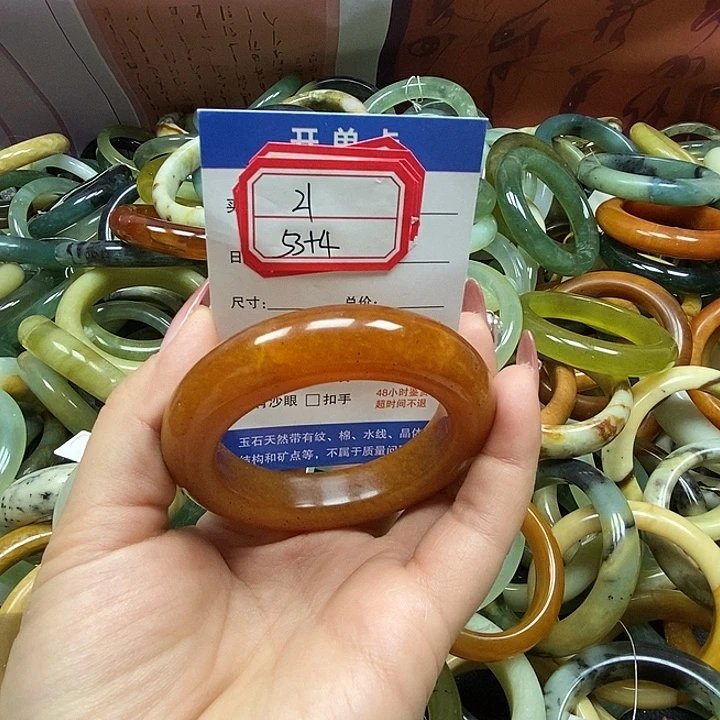 开单卡
21
53+4
日
尺寸: 总价:
沙眼 □扣手
48小时鉴
超时间不退
玉石天然带有纹、棉、水线、晶体
结构和矿点等，不属于质量问